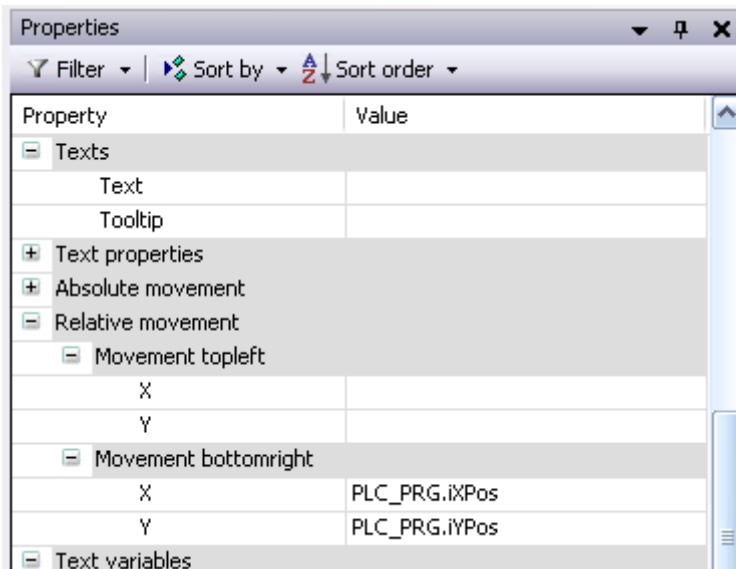 Properties
Filter Sort by AZ Sort order
Property Value
Texts
Text
Tooltip
Text properties
Absolute movement
Relative movement
Movement topleft
X
Y
Movement bottomright
X PLC_PRG.iXPos
Y PLC_PRG.iYPos
Text variables